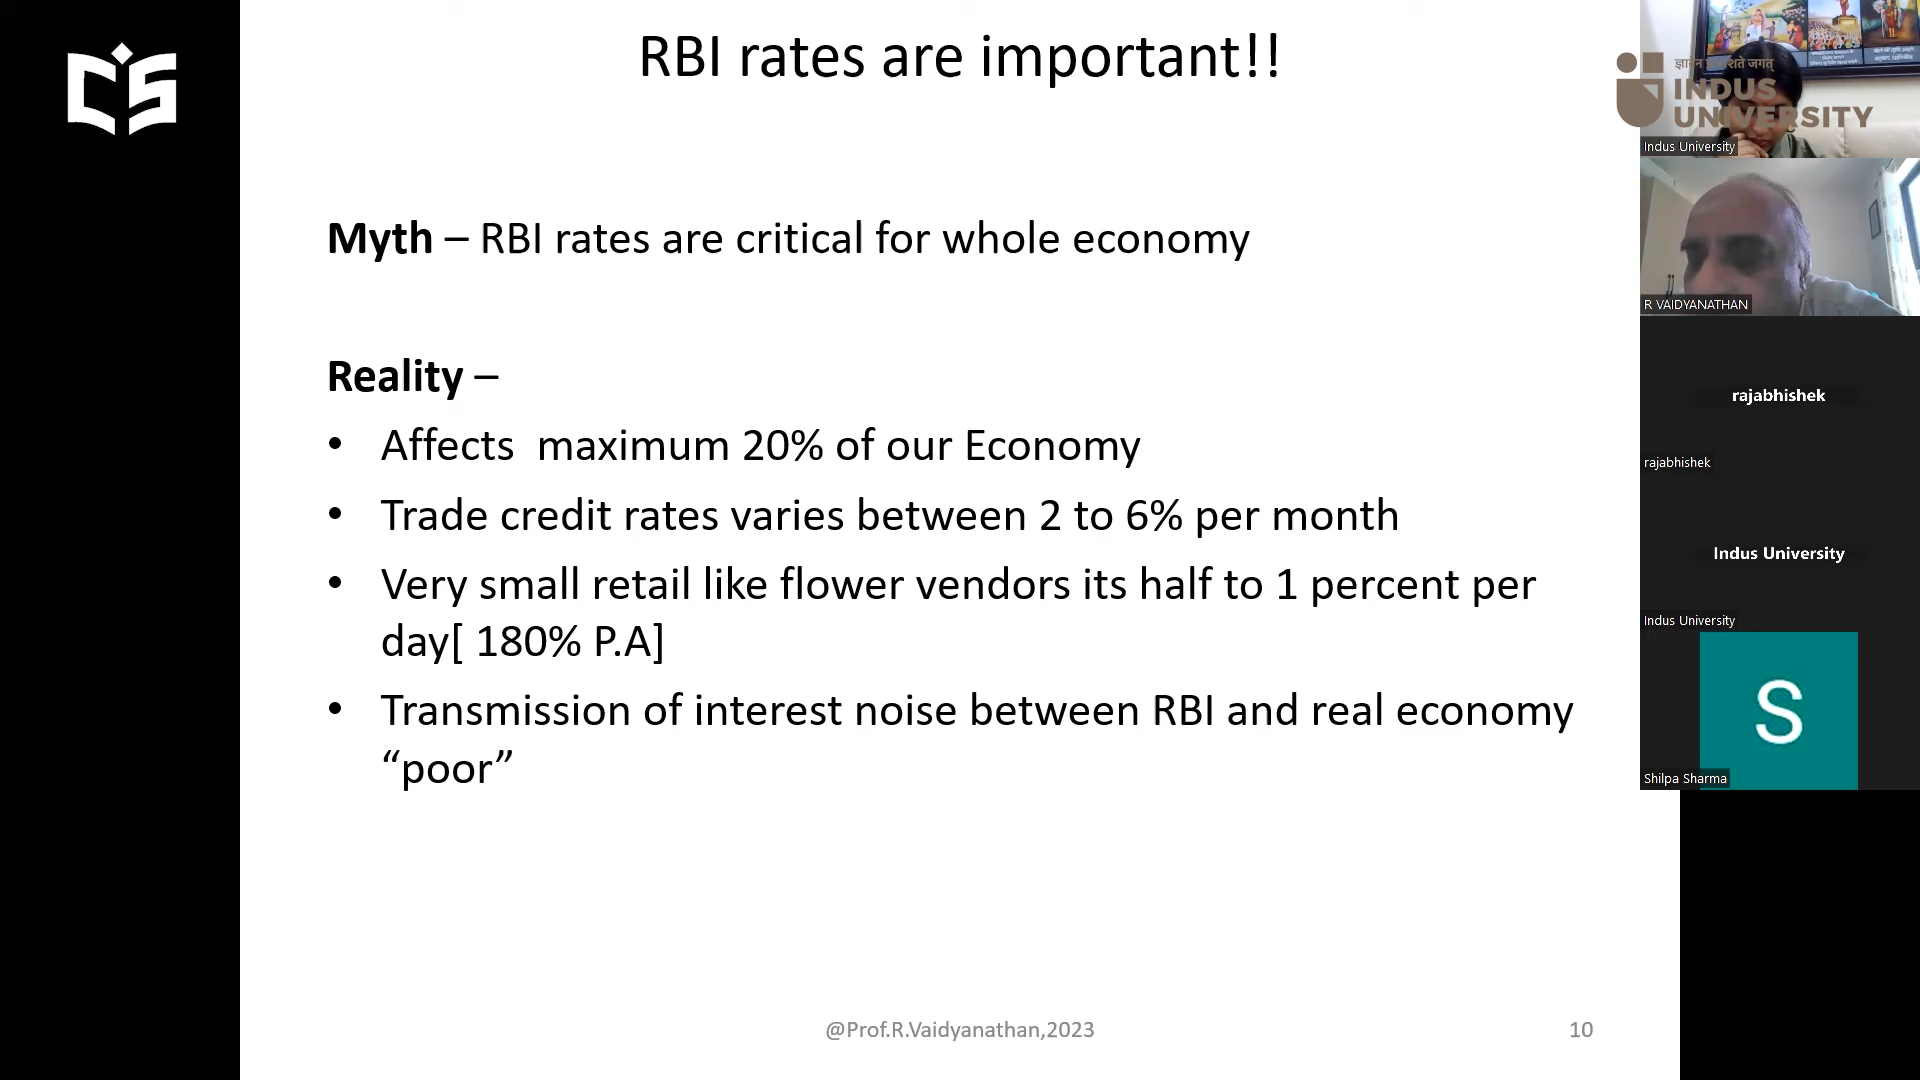 RBI rates are important!!
Myth – RBI rates are critical for whole economy
Reality –
• Affects  maximum 20% of our Economy
• Trade credit rates varies between 2 to 6% per month
• Very small retail like flower vendors its half to 1 percent per
day[ 180% P.A]
• Transmission of interest noise between RBI and real economy
“poor”
@Prof.R.Vaidyanathan,2023
10
CIS
INDUS
UNIVERSITY
Indus University
R VAIDYANATHAN
rajabhishek
rajabhishek
Indus University
Indus University
S
Shilpa Sharma